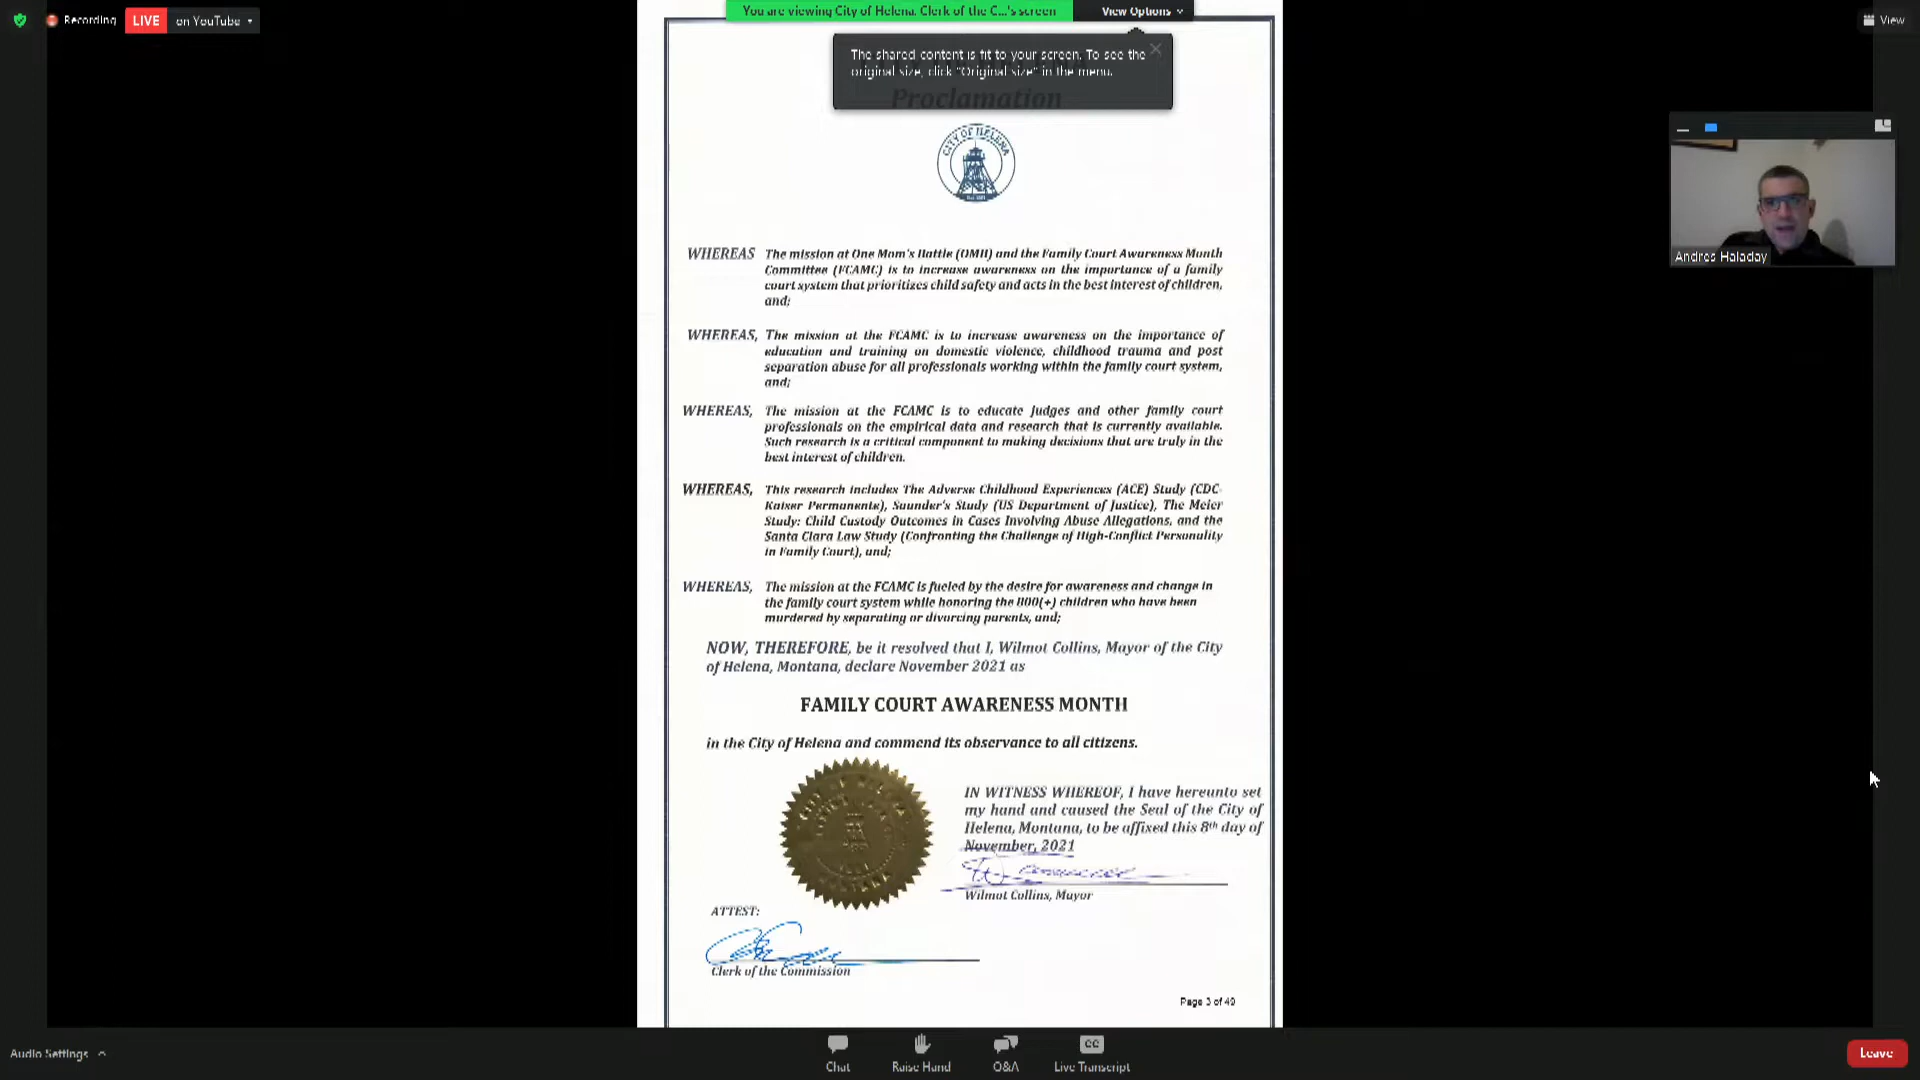 Recording LIVE on YouTube
You are viewing City of Helena. Clerk of the C...'s screen
View Options
View
The shared content is fit to your screen. To see the
original size, click "Original size" in the menu.
Proclamation
CITY OF HELENA
Andres Haladay
WHEREAS The mission at One Mom's Battle (OMB) and the Family Court Awareness Month
Committee (FCAMC) is to increase awareness on the importance of a family
court system that prioritizes child safety and acts in the best interest of children,
and;
WHEREAS, The mission at the FCAMC is to increase awareness on the importance of
education and training on domestic violence, childhood trauma and post
separation abuse for all professionals working within the family court system,
and;
WHEREAS, The mission at the FCAMC is to educate judges and other family court
professionals on the empirical data and research that is currently available.
Such research is a critical component to making decisions that are truly in the
best interest of children.
WHEREAS, This research includes The Adverse Childhood Experiences (ACE) Study (CDC-
Kaiser Permanente), Saunder's Study (US Department of Justice), The Meier
Study: Child Custody Outcomes in Cases Involving Abuse Allegations, and the
Santa Clara Law Study (Confronting the Challenge of High-Conflict Personality
in Family Court), and;
WHEREAS, The mission at the FCAMC is fueled by the desire for awareness and change in
the family court system while honoring the 800(+) children who have been
murdered by separating or divorcing parents, and;
NOW, THEREFORE, be it resolved that I, Wilmot Collins, Mayor of the City
of Helena, Montana, declare November 2021 as
FAMILY COURT AWARENESS MONTH
in the City of Helena and commend its observance to all citizens.
IN WITNESS WHEREOF, I have hereunto set
my hand and caused the Seal of the City of
Helena, Montana, to be affixed this 8th day of
November, 2021
Wilmot Collins, Mayor
ATTEST:
Clerk of the Commission
Page 3 of 49
Audio Settings
Chat
Raise Hand
Q&A
CC
Live Transcript
Leave